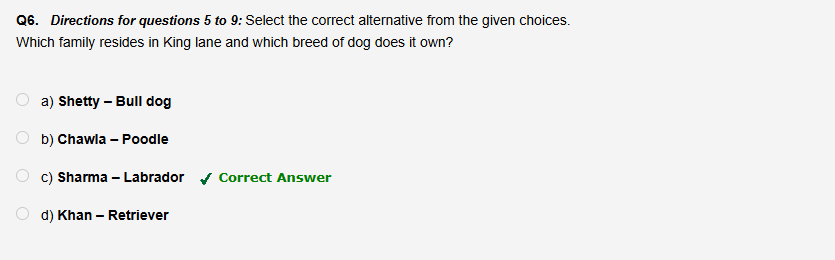 Q6. Directions for questions 5 to 9: Select the correct alternative from the given choices.
Which family resides in King lane and which breed of dog does it own?
a) Shetty – Bull dog
b) Chawla – Poodle
c) Sharma – Labrador ✓ Correct Answer
d) Khan – Retriever